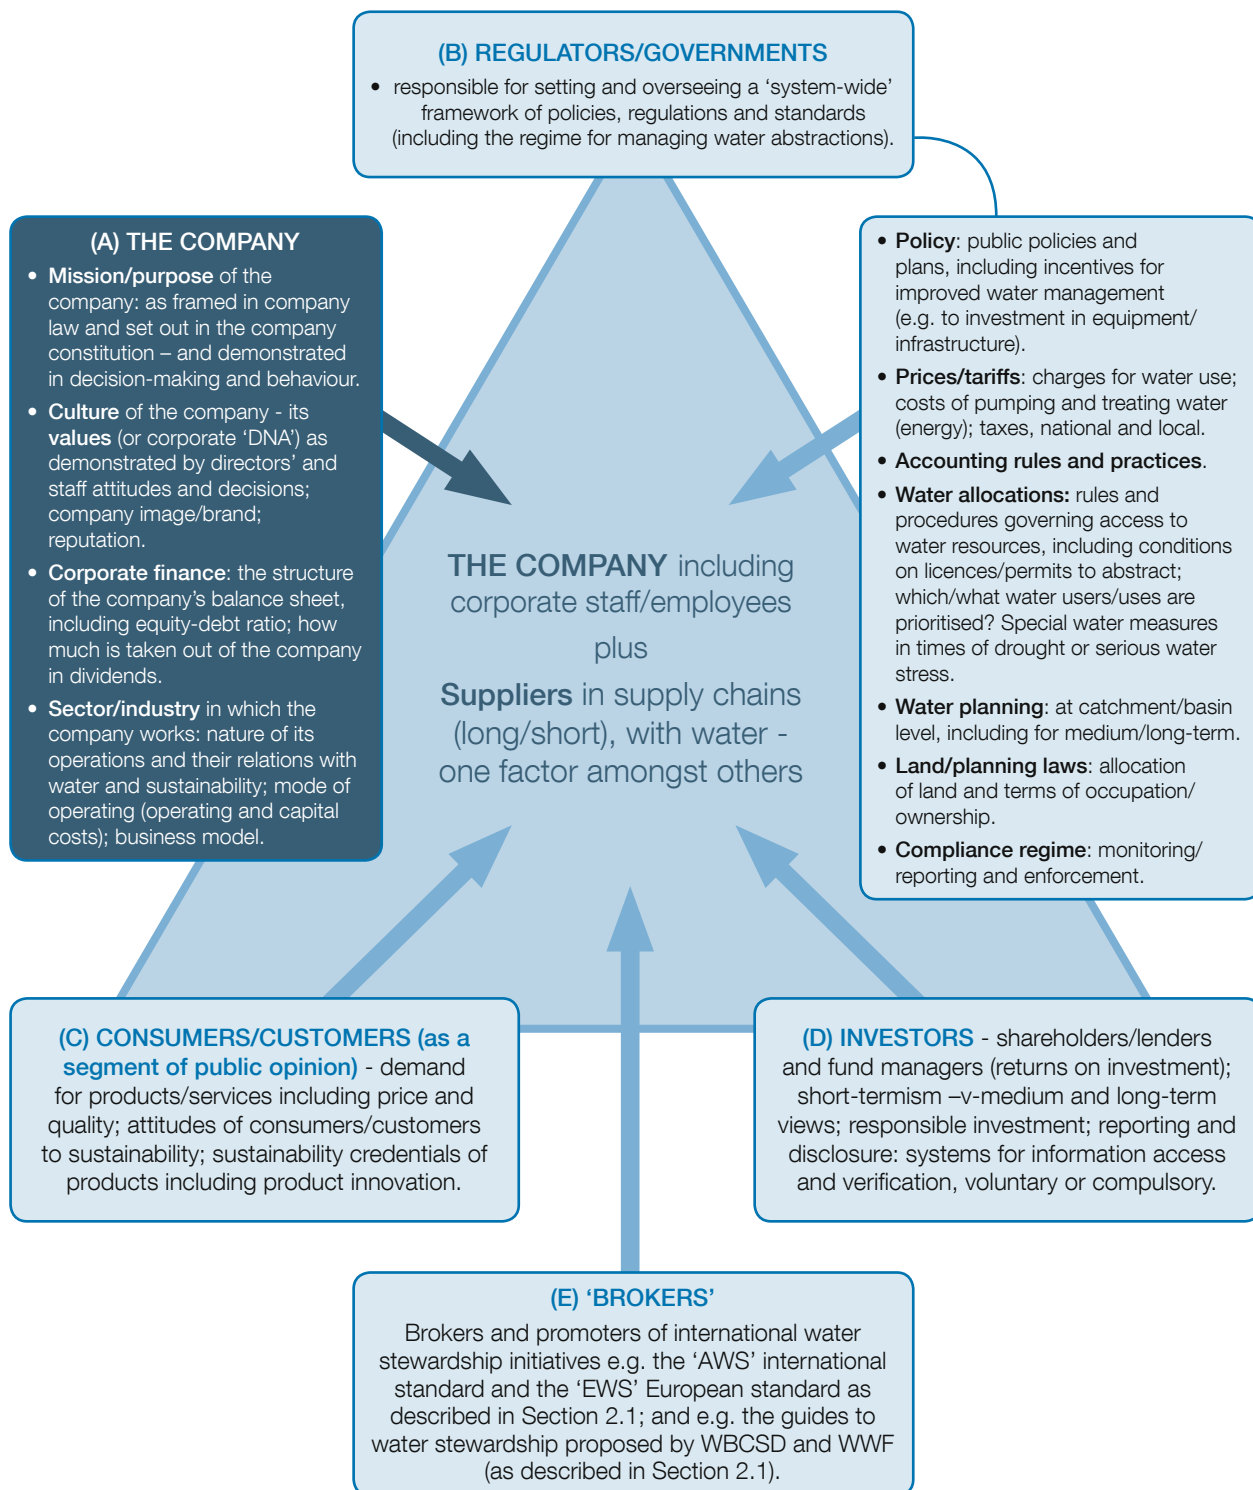 (B) REGULATORS/GOVERNMENTS
• responsible for setting and overseeing a ‘system-wide’
framework of policies, regulations and standards
(including the regime for managing water abstractions).
(A) THE COMPANY
• Mission/purpose of the
company: as framed in company
law and set out in the company
constitution – and demonstrated
in decision-making and behaviour.
• Culture of the company - its
values (or corporate ‘DNA’) as
demonstrated by directors’ and
staff attitudes and decisions;
company image/brand;
reputation.
• Corporate finance: the structure
of the company’s balance sheet,
including equity-debt ratio; how
much is taken out of the company
in dividends.
• Sector/industry in which the
company works: nature of its
operations and their relations with
water and sustainability; mode of
operating (operating and capital
costs); business model.
• Policy: public policies and
plans, including incentives for
improved water management
(e.g. to investment in equipment/
infrastructure).
• Prices/tariffs: charges for water use;
costs of pumping and treating water
(energy); taxes, national and local.
• Accounting rules and practices.
• Water allocations: rules and
procedures governing access to
water resources, including conditions
on licences/permits to abstract;
which/what water users/uses are
prioritised? Special water measures
in times of drought or serious water
stress.
• Water planning: at catchment/basin
level, including for medium/long-term.
• Land/planning laws: allocation
of land and terms of occupation/
ownership.
• Compliance regime: monitoring/
reporting and enforcement.
THE COMPANY including
corporate staff/employees
plus
Suppliers in supply chains
(long/short), with water -
one factor amongst others
(C) CONSUMERS/CUSTOMERS (as a
segment of public opinion) - demand
for products/services including price and
quality; attitudes of consumers/customers
to sustainability; sustainability credentials of
products including product innovation.
(D) INVESTORS - shareholders/lenders
and fund managers (returns on investment);
short-termism –v-medium and long-term
views; responsible investment; reporting and
disclosure: systems for information access
and verification, voluntary or compulsory.
(E) ‘BROKERS’
Brokers and promoters of international water
stewardship initiatives e.g. the ‘AWS’ international
standard and the ‘EWS’ European standard as
described in Section 2.1; and e.g. the guides to
water stewardship proposed by WBCSD and WWF
(as described in Section 2.1).